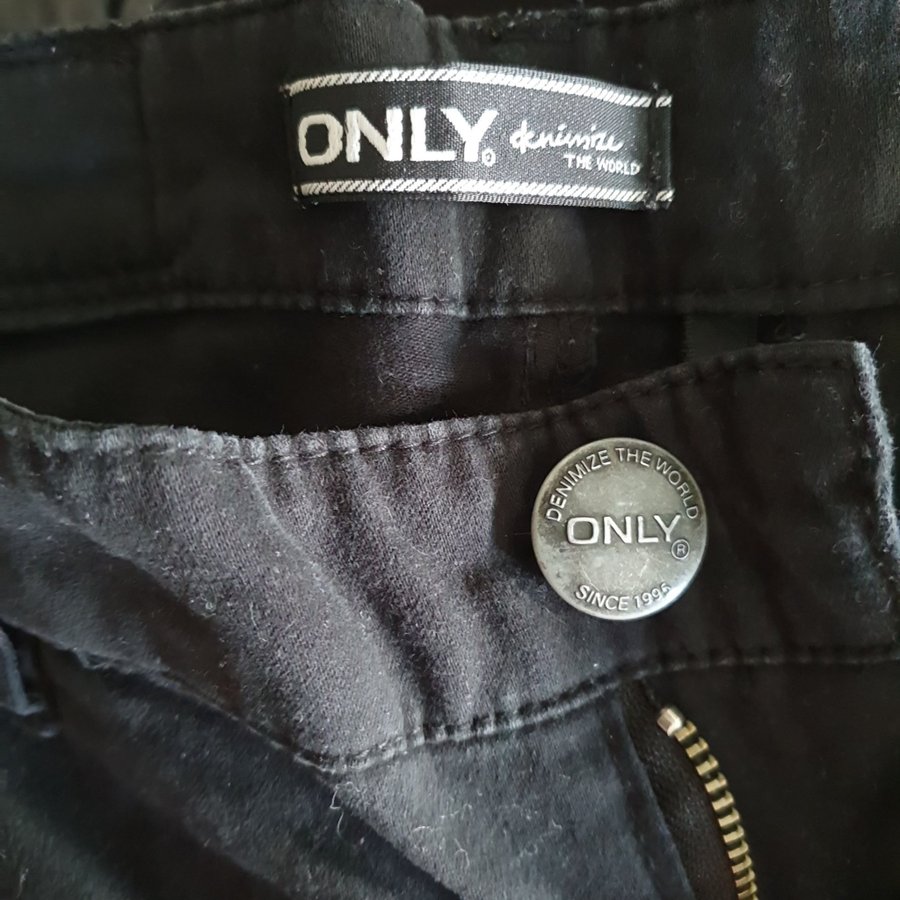 ONLY denimize
THE WORLD
DENIMIZE THE WORLD
ONLY®
SINCE 1995